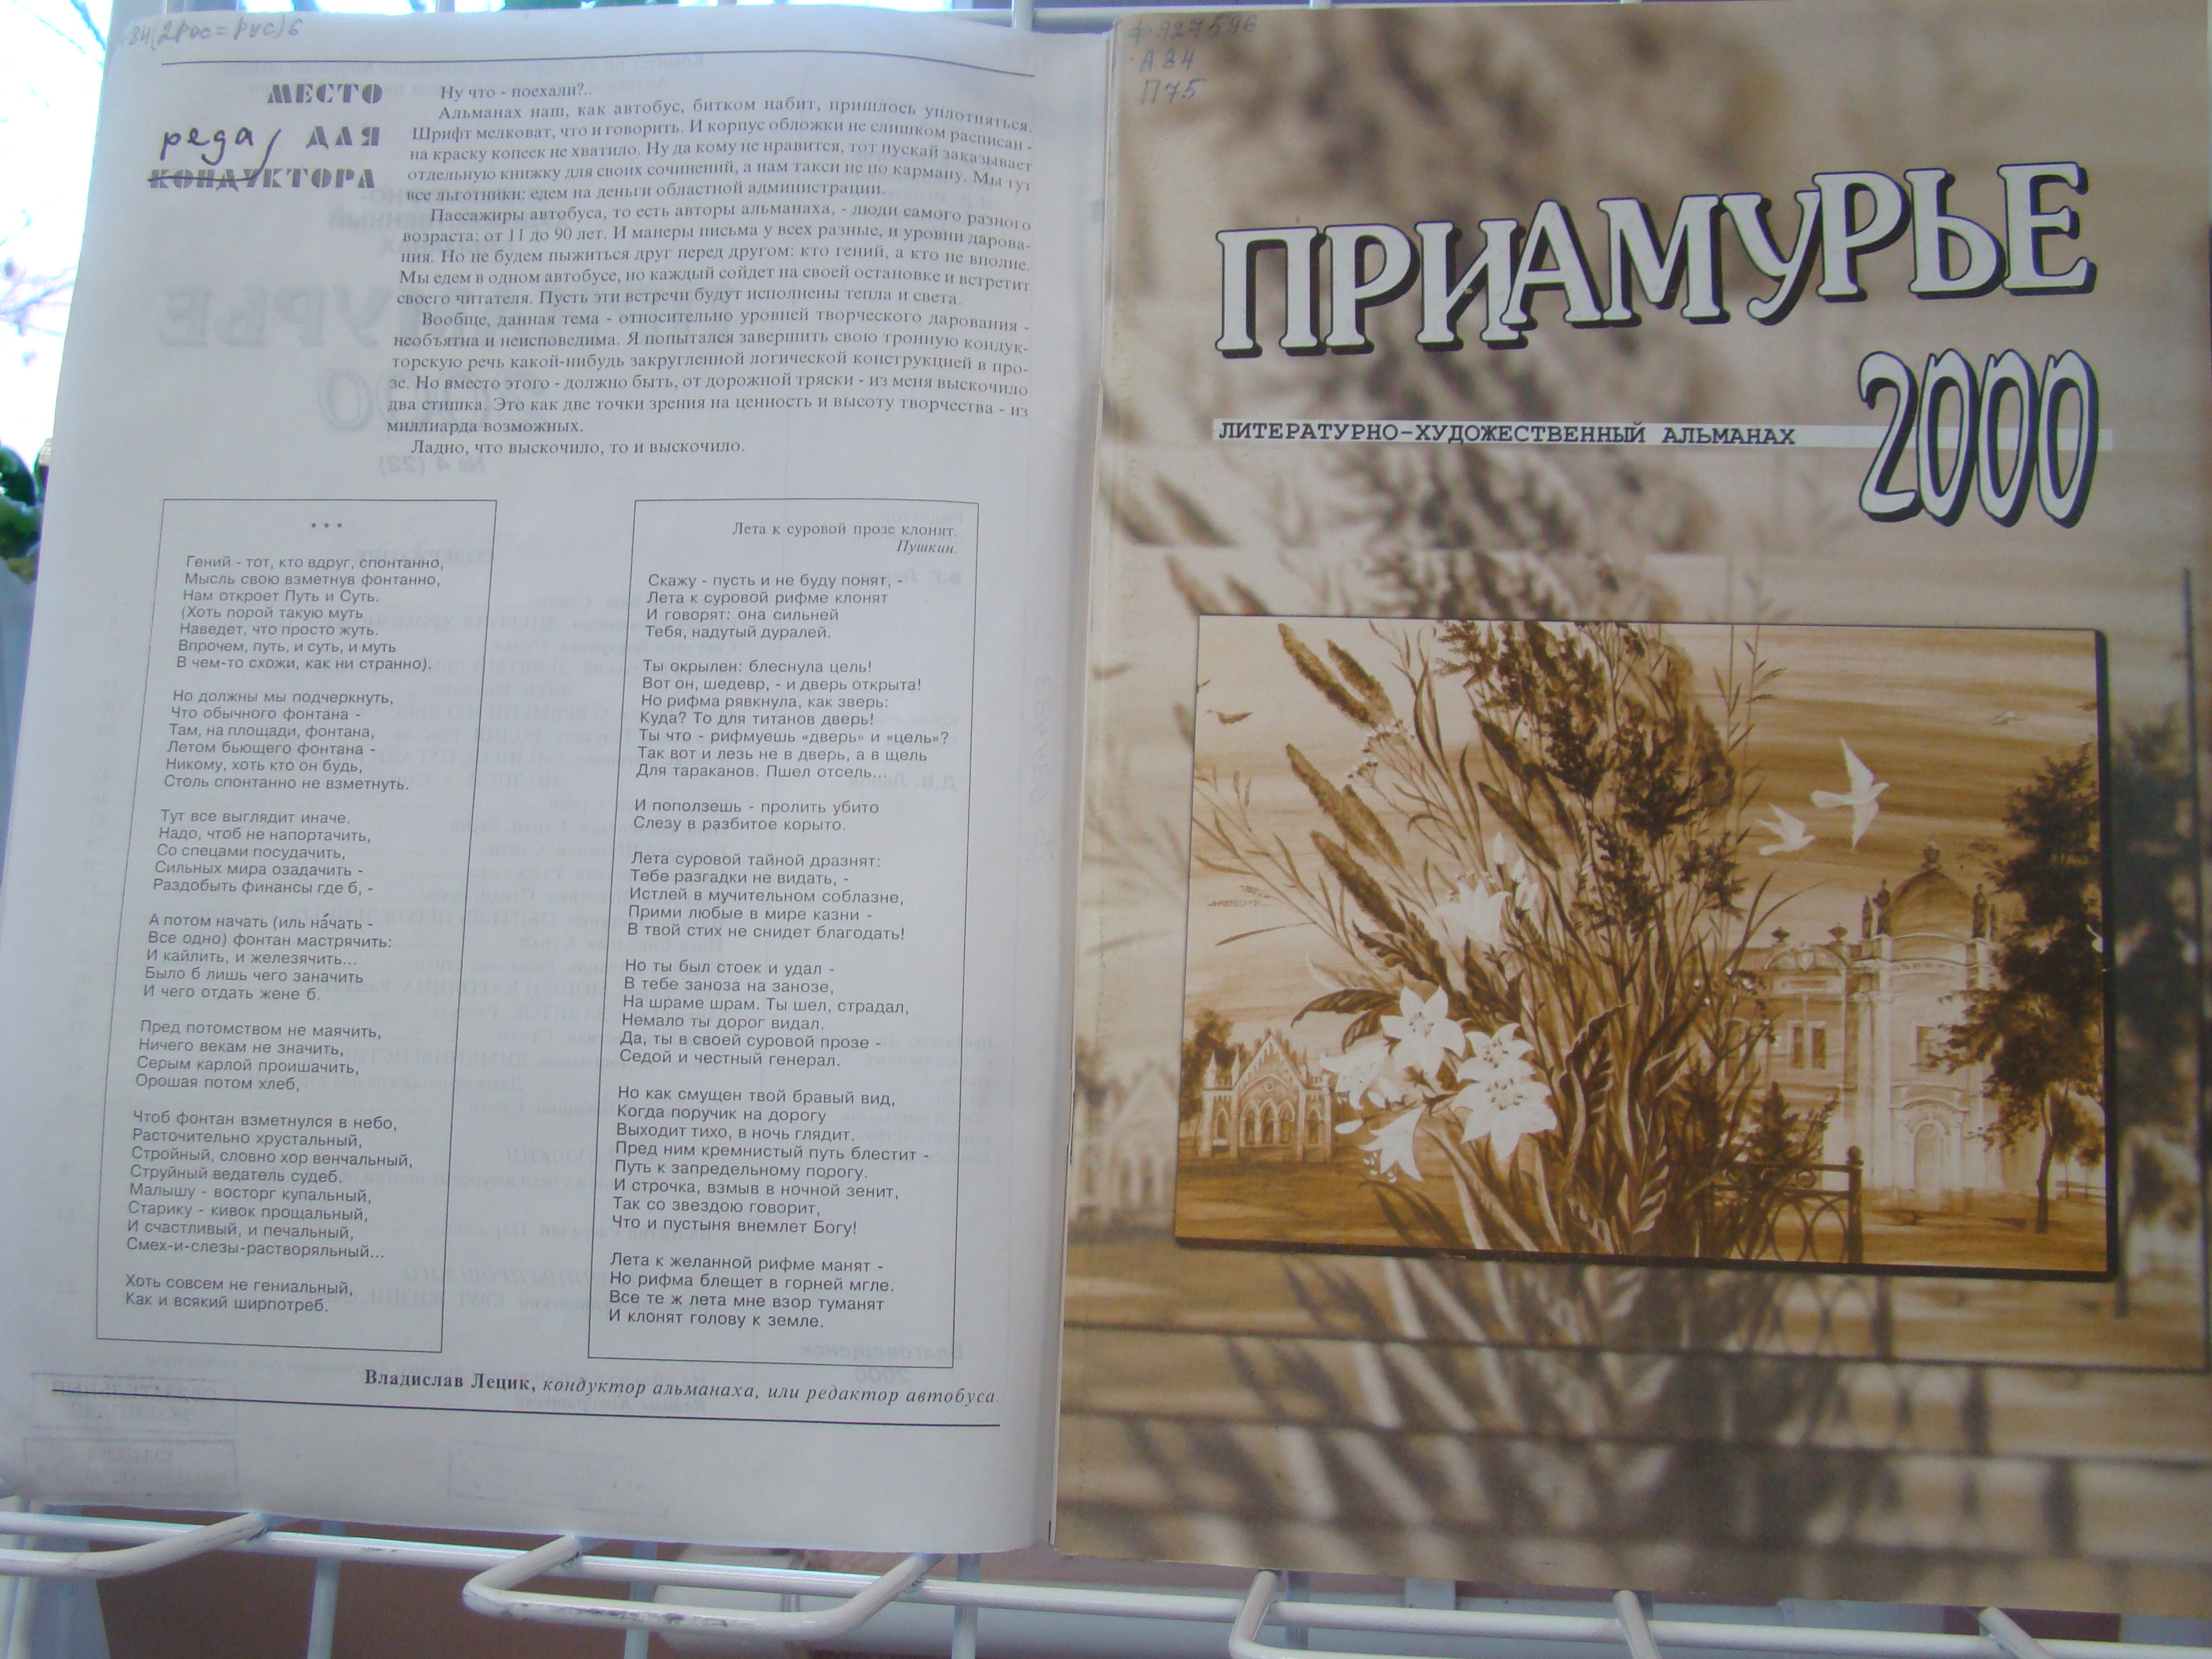 84(2Рос=Рус)6
МЕСТО
реда ДЛЯ
КОНДУКТОРА
Ну что - поехали?..
Альманах наш, как автобус, битком набит, пришлось уплотняться.
Шрифт мелковат, что и говорить. И корпус обложки не слишком расписан -
на краску копеек не хватило. Ну да кому не нравится, тот пускай заказывает
отдельную книжку для своих сочинений, а нам такси не по карману. Мы тут
все льготники: едем на деньги областной администрации.
Пассажиры автобуса, то есть авторы альманаха, - люди самого разного
возраста: от 11 до 90 лет. И манеры письма у всех разные, и уровни дарова-
ния. Но не будем пыжиться друг перед другом: кто гений, а кто не вполне.
Мы едем в одном автобусе, но каждый сойдет на своей остановке и встретит
своего читателя. Пусть эти встречи будут исполнены тепла и света.
Вообще, данная тема - относительно уровней творческого дарования -
необъятна и неисповедима. Я попытался завершить свою тронную кондук-
торскую речь какой-нибудь закругленной логической конструкцией в про-
зе. Но вместо этого - должно быть, от дорожной тряски - из меня выскочило
два стишка. Это как две точки зрения на ценность и высоту творчества - из
миллиарда возможных.
Ладно, что выскочило, то и выскочило.
* * *
Гений - тот, кто вдруг, спонтанно,
Мысль свою взметнув фонтанно,
Нам откроет Путь и Суть.
(Хоть порой такую муть
Наведет, что просто жуть.
Впрочем, путь, и суть, и муть
В чем-то схожи, как ни странно).
Но должны мы подчеркнуть,
Что обычного фонтана -
Там, на площади, фонтана,
Летом бьющего фонтана -
Никому, хоть кто он будь,
Столь спонтанно не взметнуть.
Тут все выглядит иначе.
Надо, чтоб не напортачить,
Со спецами посудачить,
Сильных мира озадачить -
Раздобыть финансы где б, -
А потом начать (иль на́чать -
Все одно) фонтан мастрячить:
И кайлить, и железячить...
Было б лишь чего заначить
И чего отдать жене б.
Пред потомством не маячить,
Ничего векам не значить,
Серым карлой проишачить,
Орошая потом хлеб,
Чтоб фонтан взметнулся в небо,
Расточительно хрустальный,
Стройный, словно хор венчальный,
Струйный ведатель судеб.
Малышу - восторг купальный,
Старику - кивок прощальный,
И счастливый, и печальный,
Смех-и-слезы-растворяльный...
Хоть совсем не гениальный,
Как и всякий ширпотреб.
Лета к суровой прозе клонят.
Пушкин.
Скажу - пусть и не буду понят, -
Лета к суровой рифме клонят
И говорят: она сильней
Тебя, надутый дуралей.
Ты окрылен: блеснула цель!
Вот он, шедевр, - и дверь открыта!
Но рифма рявкнула, как зверь:
Куда? То для титанов дверь!
Ты что - рифмуешь «дверь» и «цель»?
Так вот и лезь не в дверь, а в щель
Для тараканов. Пшел отсель...
И поползешь - пролить убито
Слезу в разбитое корыто.
Лета суровой тайной дразнят:
Тебе разгадки не видать, -
Истлей в мучительном соблазне,
Прими любые в мире казни -
В твой стих не снидет благодать!
Но ты был стоек и удал -
В тебе заноза на занозе,
На шраме шрам. Ты шел, страдал,
Немало ты дорог видал.
Да, ты в своей суровой прозе -
Седой и честный генерал.
Но как смущен твой бравый вид,
Когда поручик на дорогу
Выходит тихо, в ночь глядит.
Пред ним кремнистый путь блестит -
Путь к запредельному порогу.
И строчка, взмыв в ночной зенит,
Так со звездою говорит,
Что и пустыня внемлет Богу!
Лета к желанной рифме манят -
Но рифма блещет в горней мгле.
Все те ж лета мне взор туманят
И клонят голову к земле.
Владислав Лецик, кондуктор альманаха, или редактор автобуса.
Ф 927596
А 84
П75
ПРИАМУРЬЕ
2000
ЛИТЕРАТУРНО-ХУДОЖЕСТВЕННЫЙ АЛЬМАНАХ